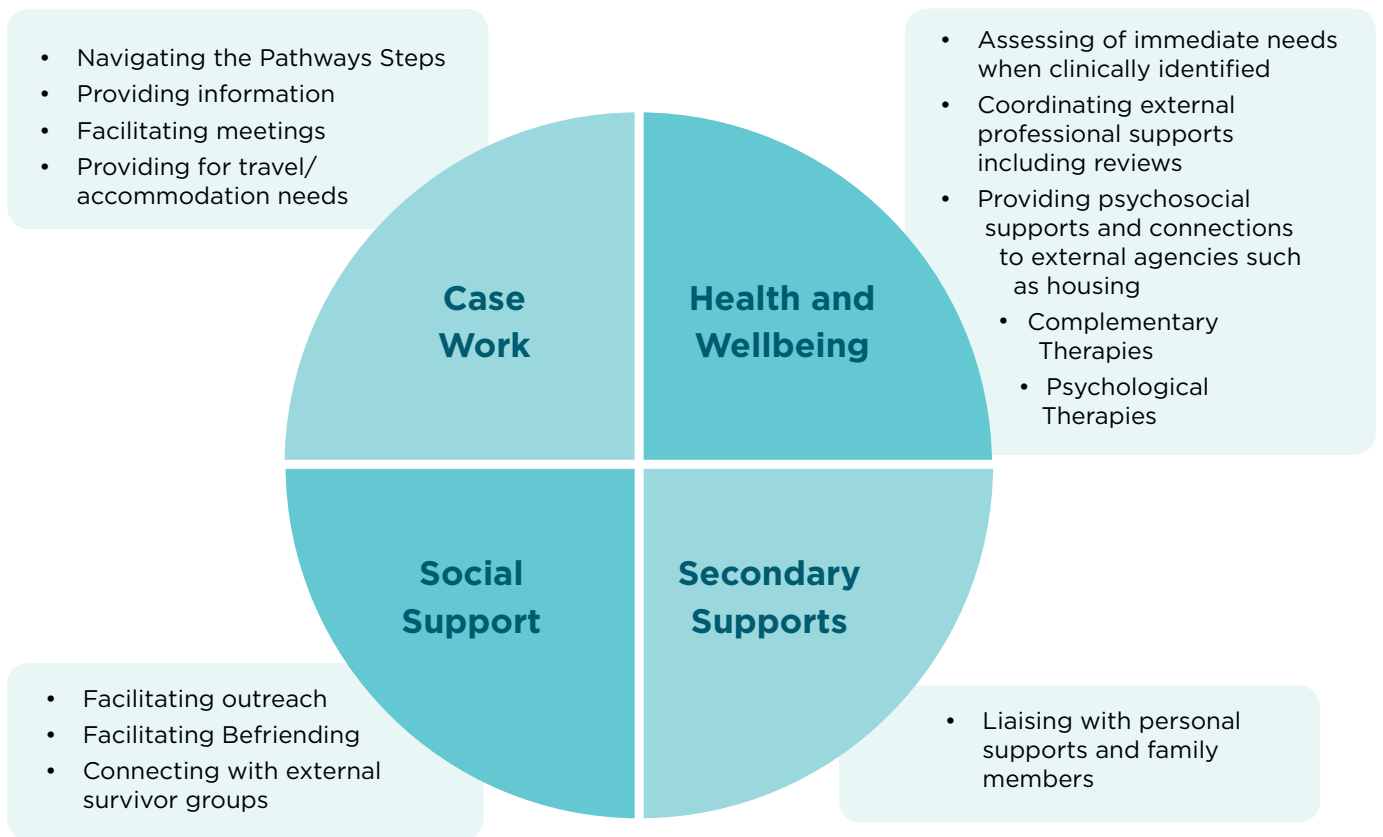 • Navigating the Pathways Steps
• Providing information
• Facilitating meetings
• Providing for travel/
accommodation needs
• Assessing of immediate needs
when clinically identified
• Coordinating external
professional supports
including reviews
• Providing psychosocial
supports and connections
to external agencies such
as housing
• Complementary
Therapies
• Psychological
Therapies
Case
Work
Health and
Wellbeing
Social
Support
Secondary
Supports
• Facilitating outreach
• Facilitating Befriending
• Connecting with external
survivor groups
• Liaising with personal
supports and family
members